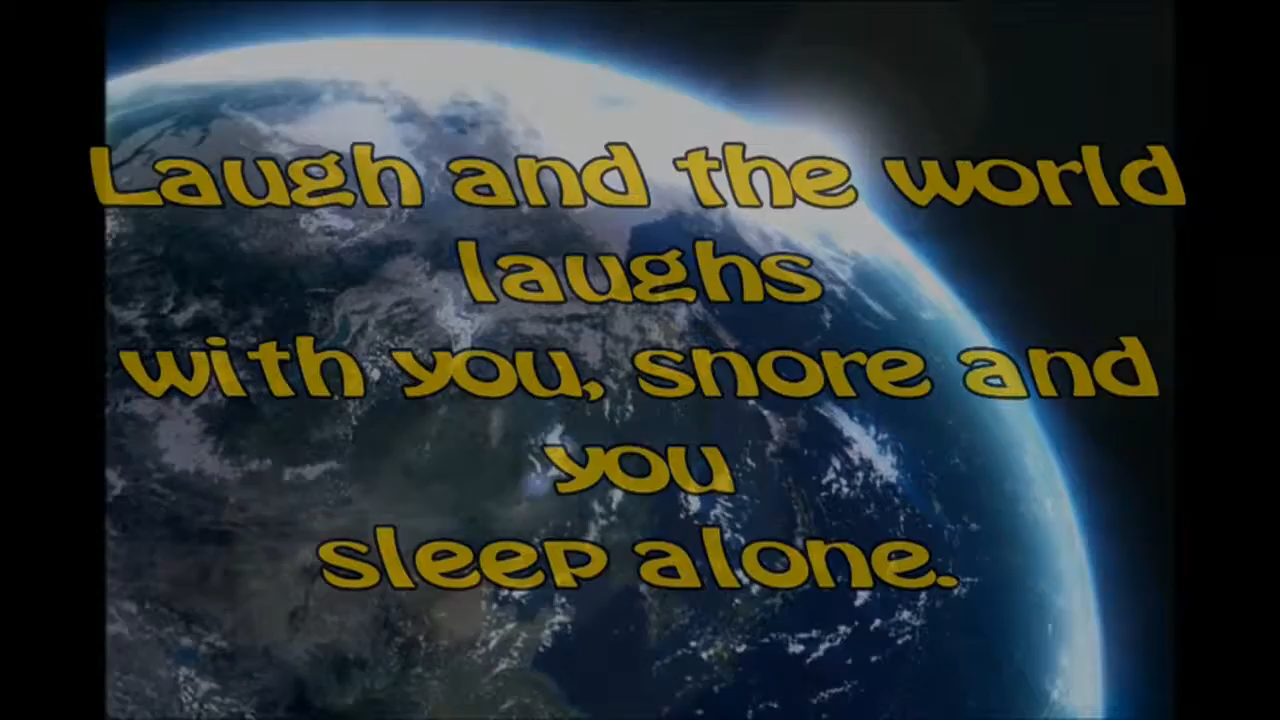 Laugh and the world
laughs
with you, snore and
you
sleep alone.